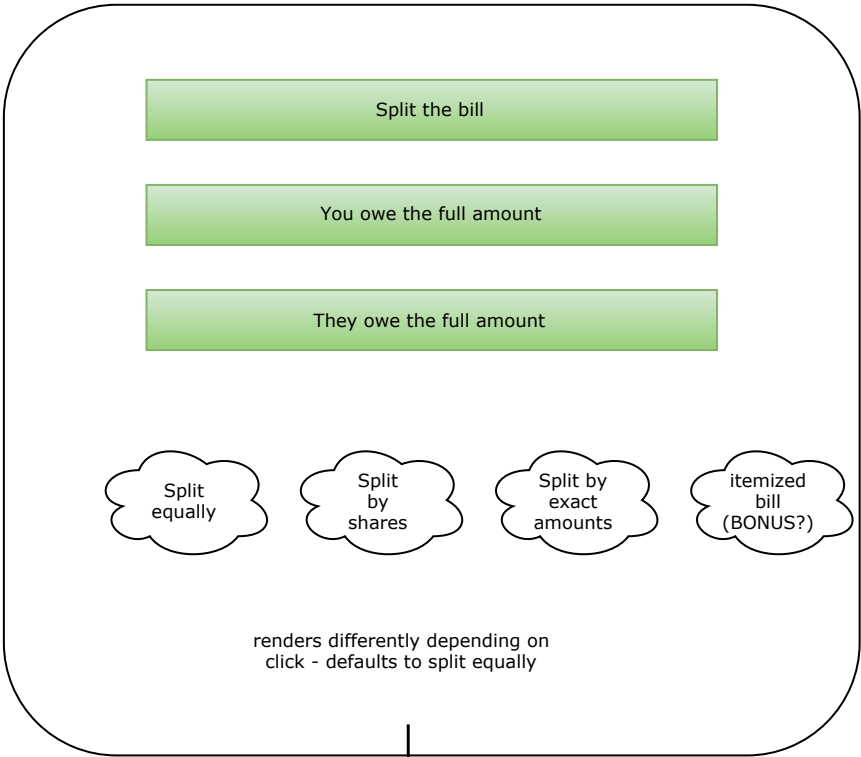 Split the bill
You owe the full amount
They owe the full amount
Split
equally
Split
by
shares
Split by
exact
amounts
itemized
bill
(BONUS?)
renders differently depending on
click - defaults to split equally